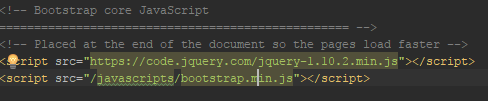 <!-- Bootstrap core JavaScript
================================================== -->
<!-- Placed at the end of the document so the pages load faster -->
<script src="https://code.jquery.com/jquery-1.10.2.min.js"></script>
<script src="/javascripts/bootstrap.min.js"></script>